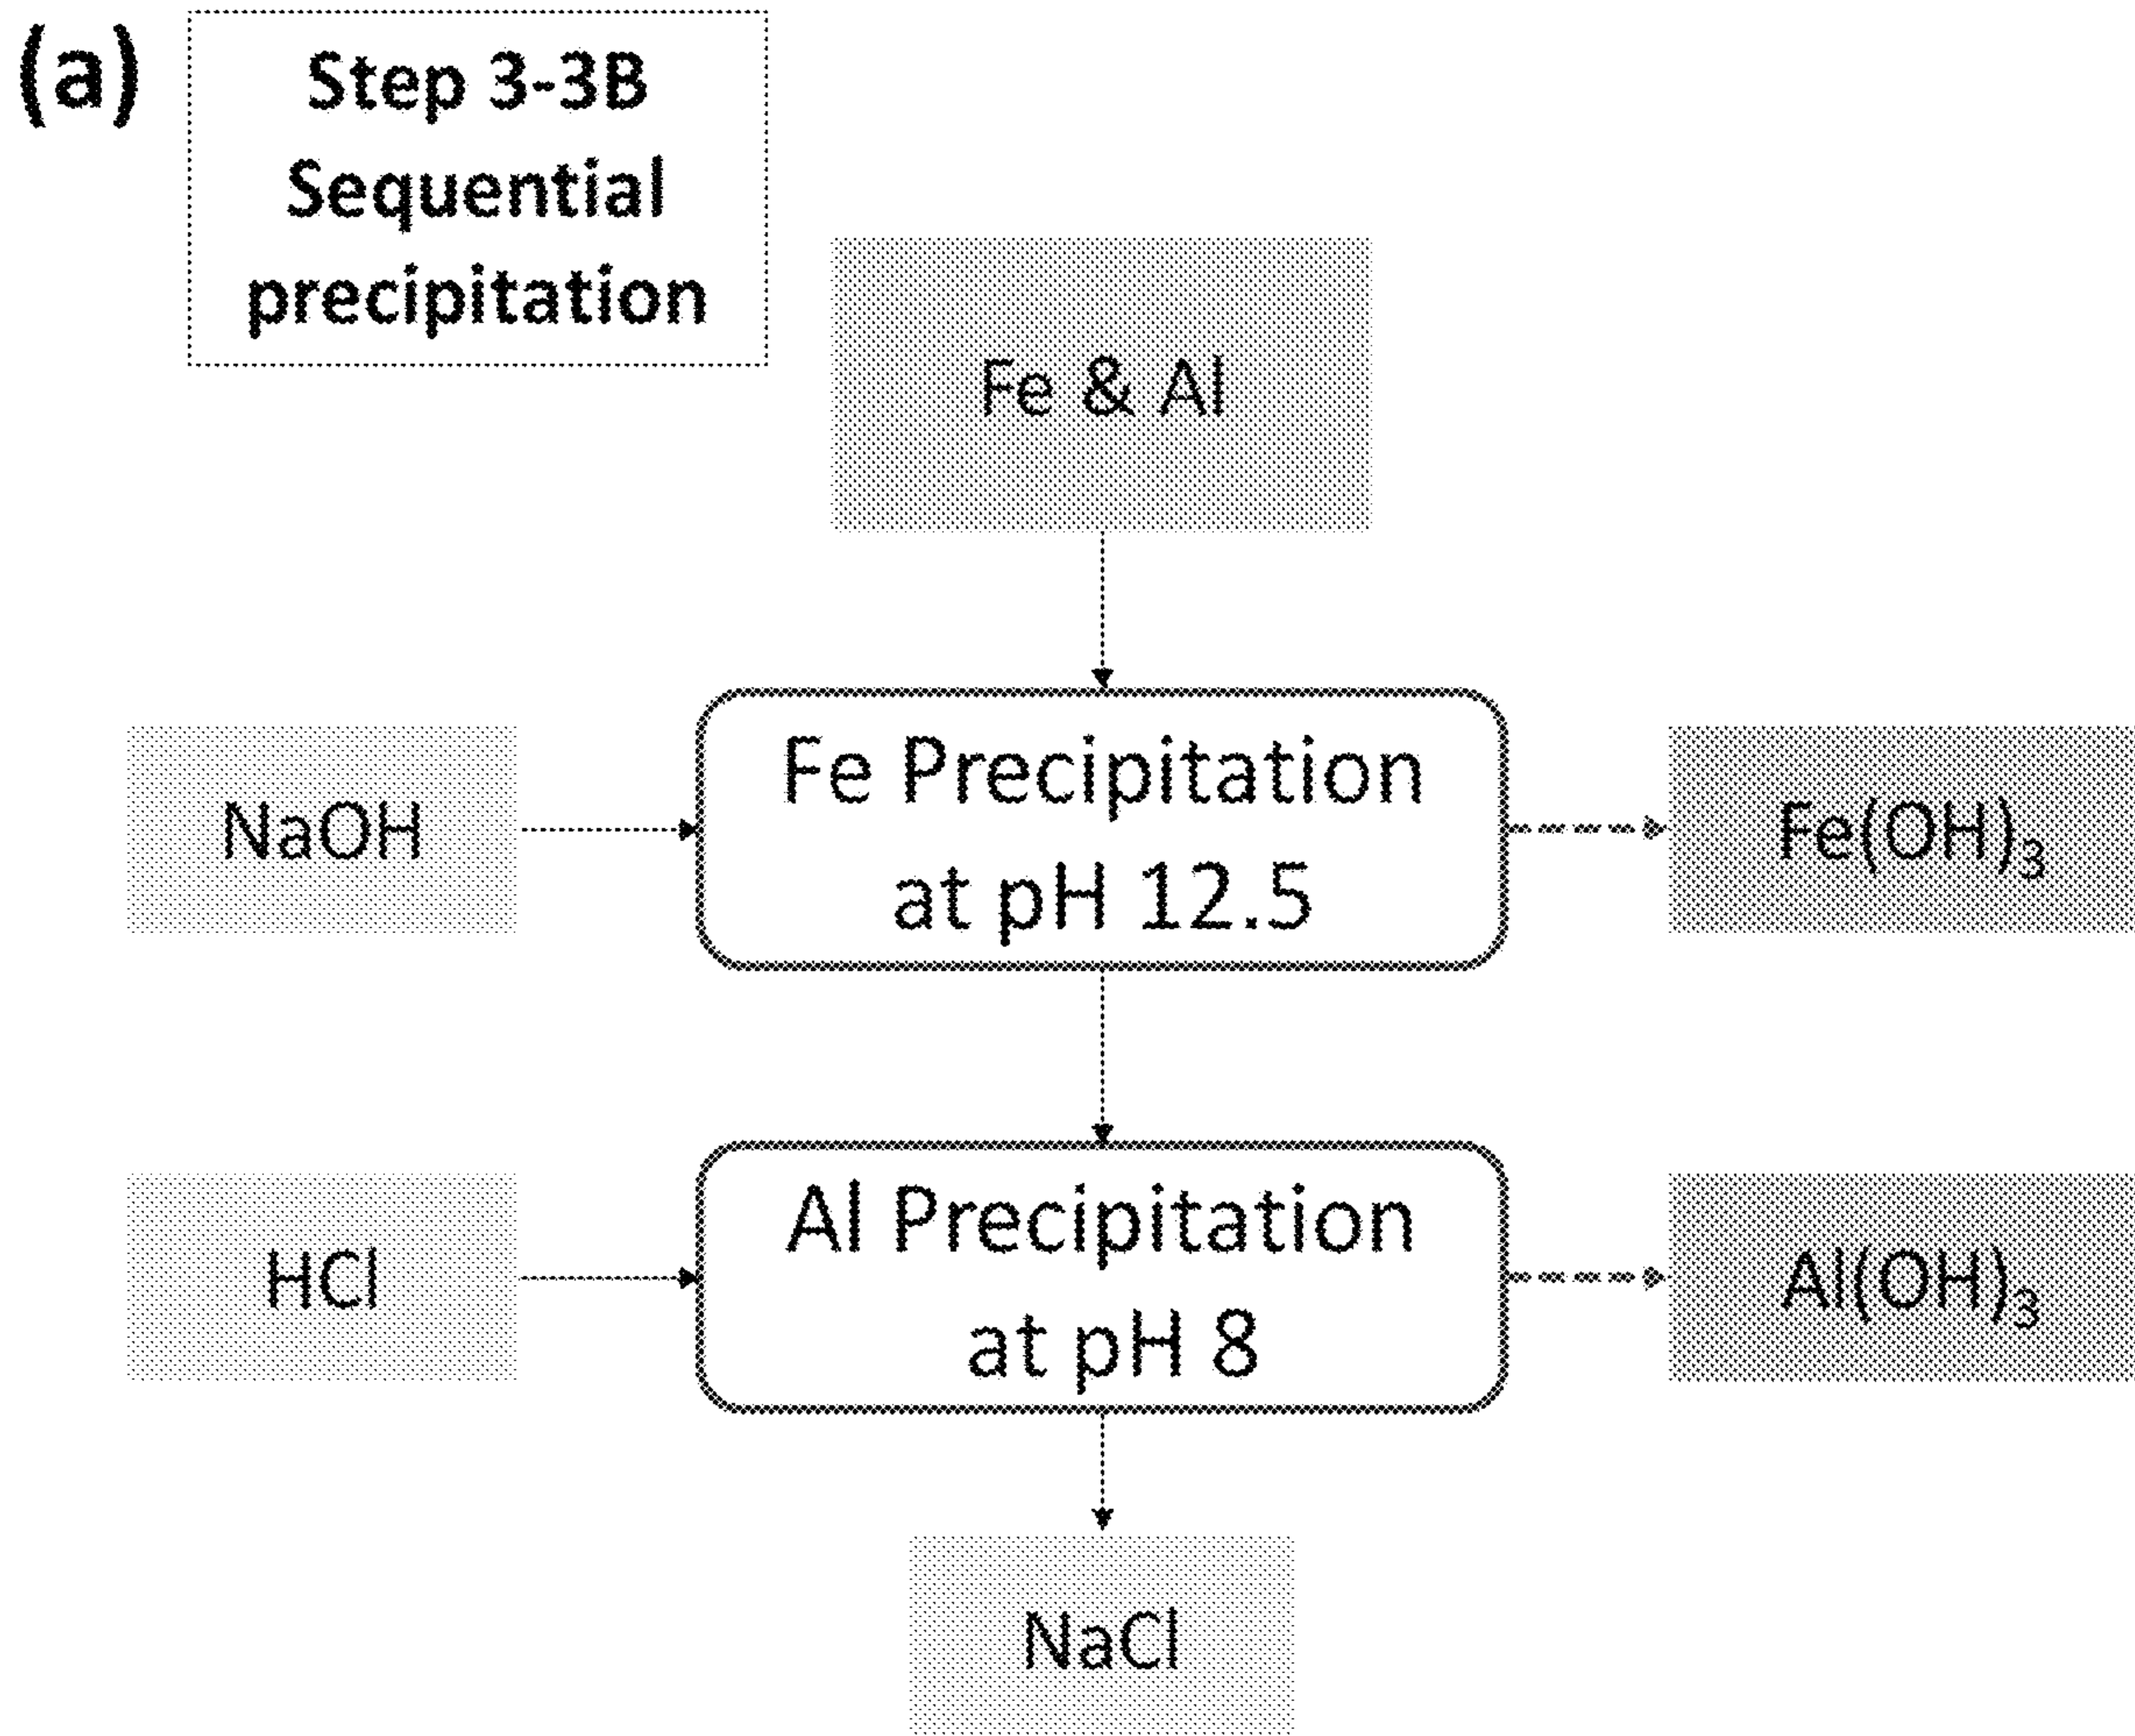 (a)
Step 3-3B
Sequential
precipitation
Fe & Al
NaOH
Fe Precipitation
at pH 12.5
Fe(OH)₃
HCl
Al Precipitation
at pH 8
Al(OH)₃
NaCl